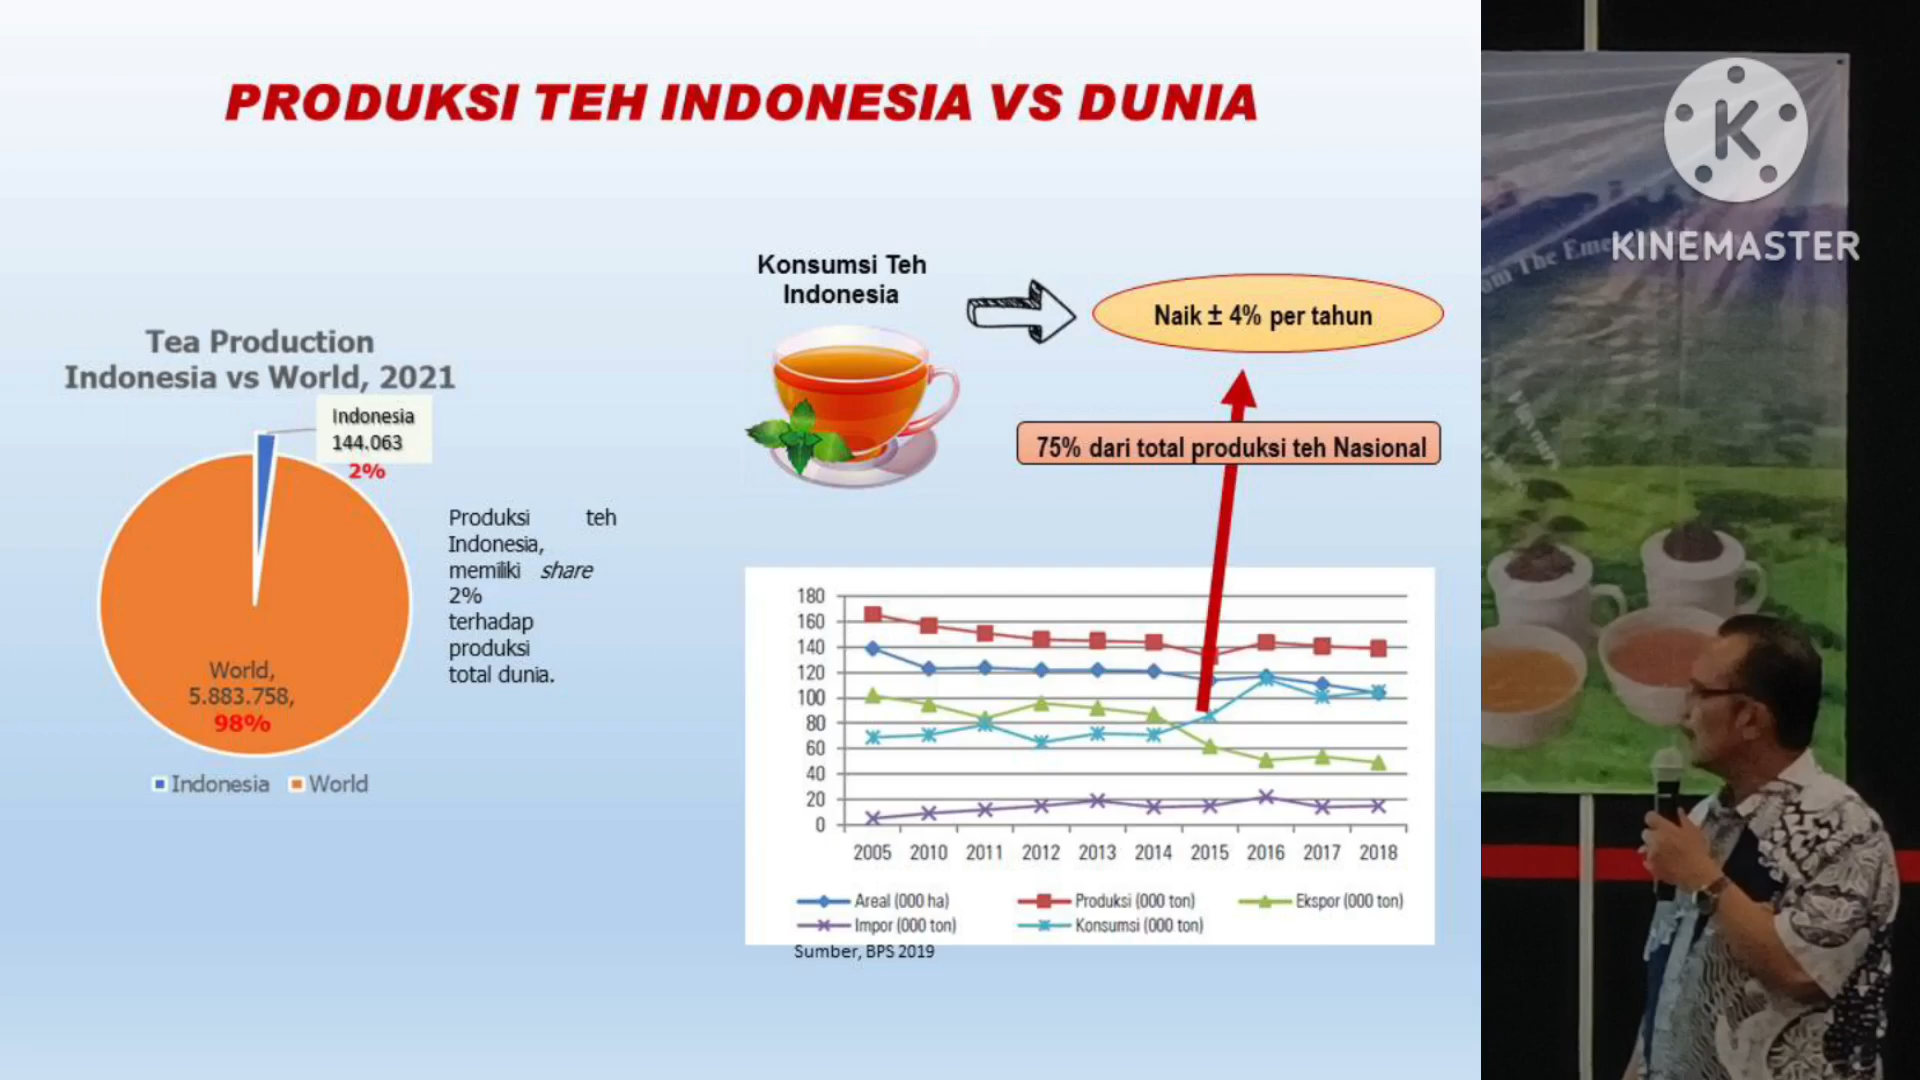 PRODUKSI TEH INDONESIA VS DUNIA
Konsumsi Teh
Indonesia
Naik ± 4% per tahun
75% dari total produksi teh Nasional
Tea Production
Indonesia vs World, 2021
Indonesia
144.063
2%
World,
5.883.758,
98%
Indonesia World
Produksi teh
Indonesia,
memiliki share
2%
terhadap
produksi
total dunia.
180
160
140
120
100
80
60
40
20
0
2005 2010 2011 2012 2013 2014 2015 2016 2017 2018
Areal (000 ha) Produksi (000 ton) Ekspor (000 ton)
Impor (000 ton) Konsumsi (000 ton)
Sumber, BPS 2019
K
KINEMASTER
The